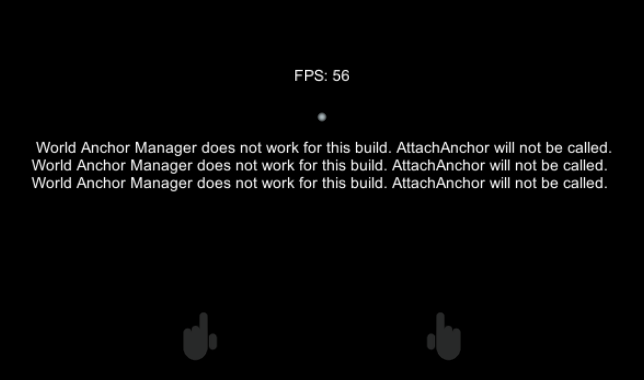 FPS: 56
World Anchor Manager does not work for this build. AttachAnchor will not be called.
World Anchor Manager does not work for this build. AttachAnchor will not be called.
World Anchor Manager does not work for this build. AttachAnchor will not be called.